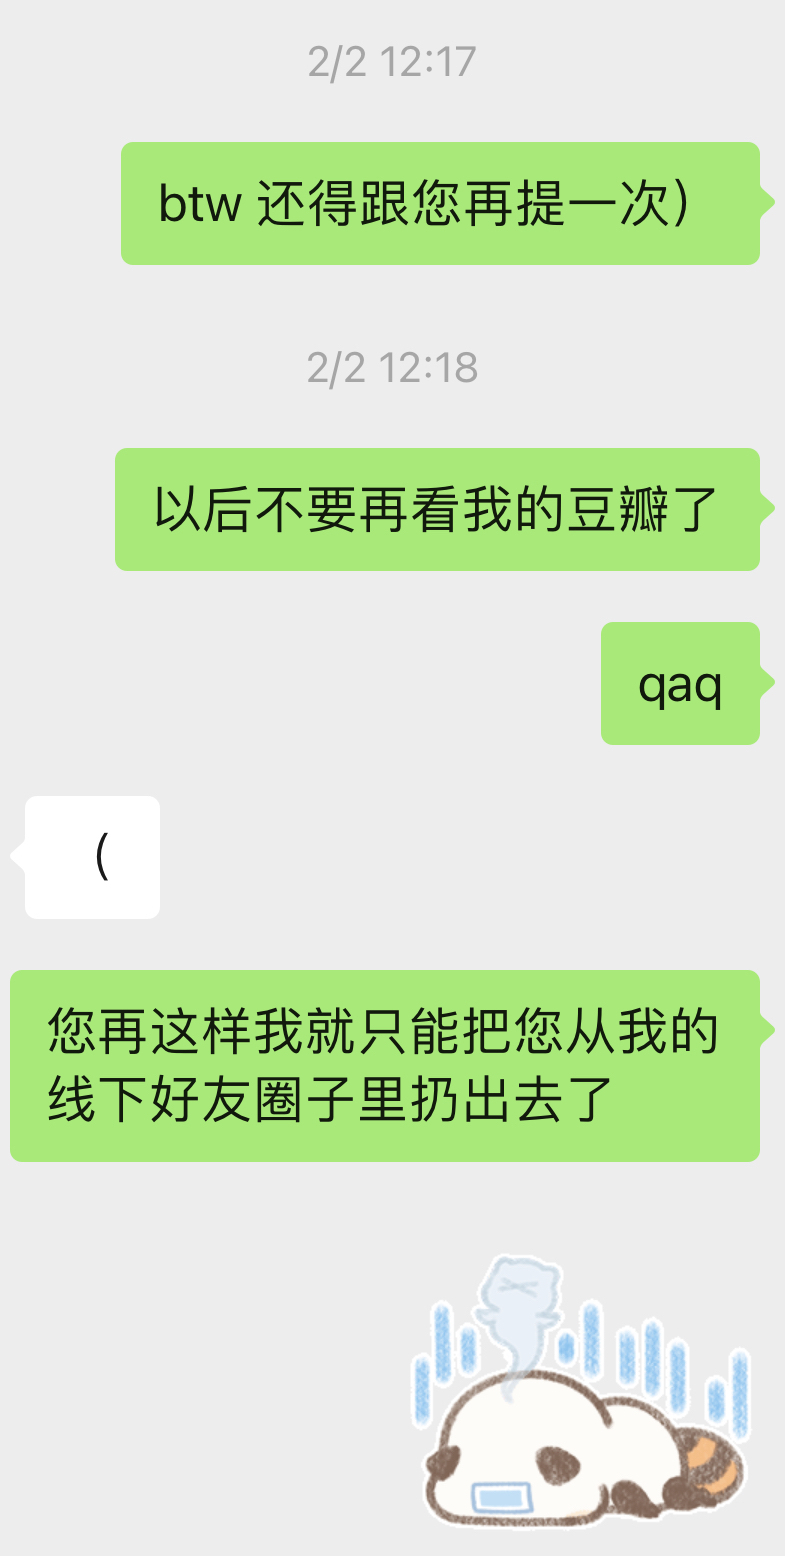 2/2 12:17
btw 还得跟您再提一次）
2/2 12:18
以后不要再看我的豆瓣了
qaq
（
您再这样我就只能把您从我的
线下好友圈子里扔出去了